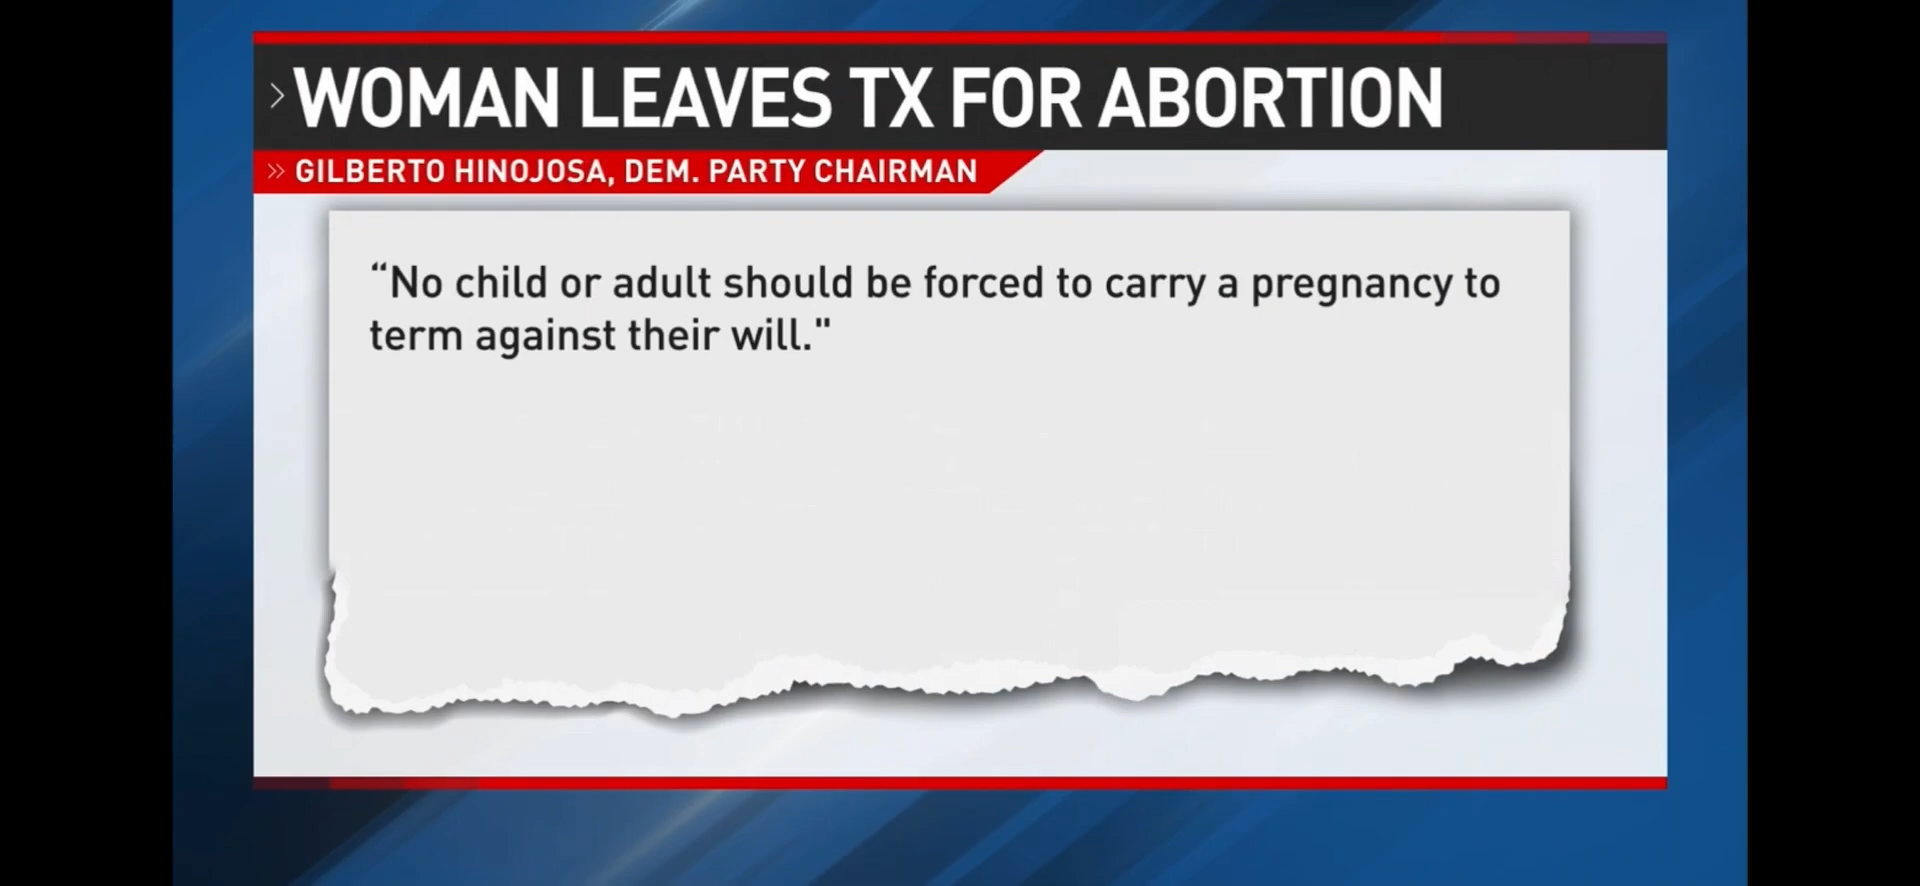 WOMAN LEAVES TX FOR ABORTION
GILBERTO HINOJOSA, DEM. PARTY CHAIRMAN
“No child or adult should be forced to carry a pregnancy to
term against their will."